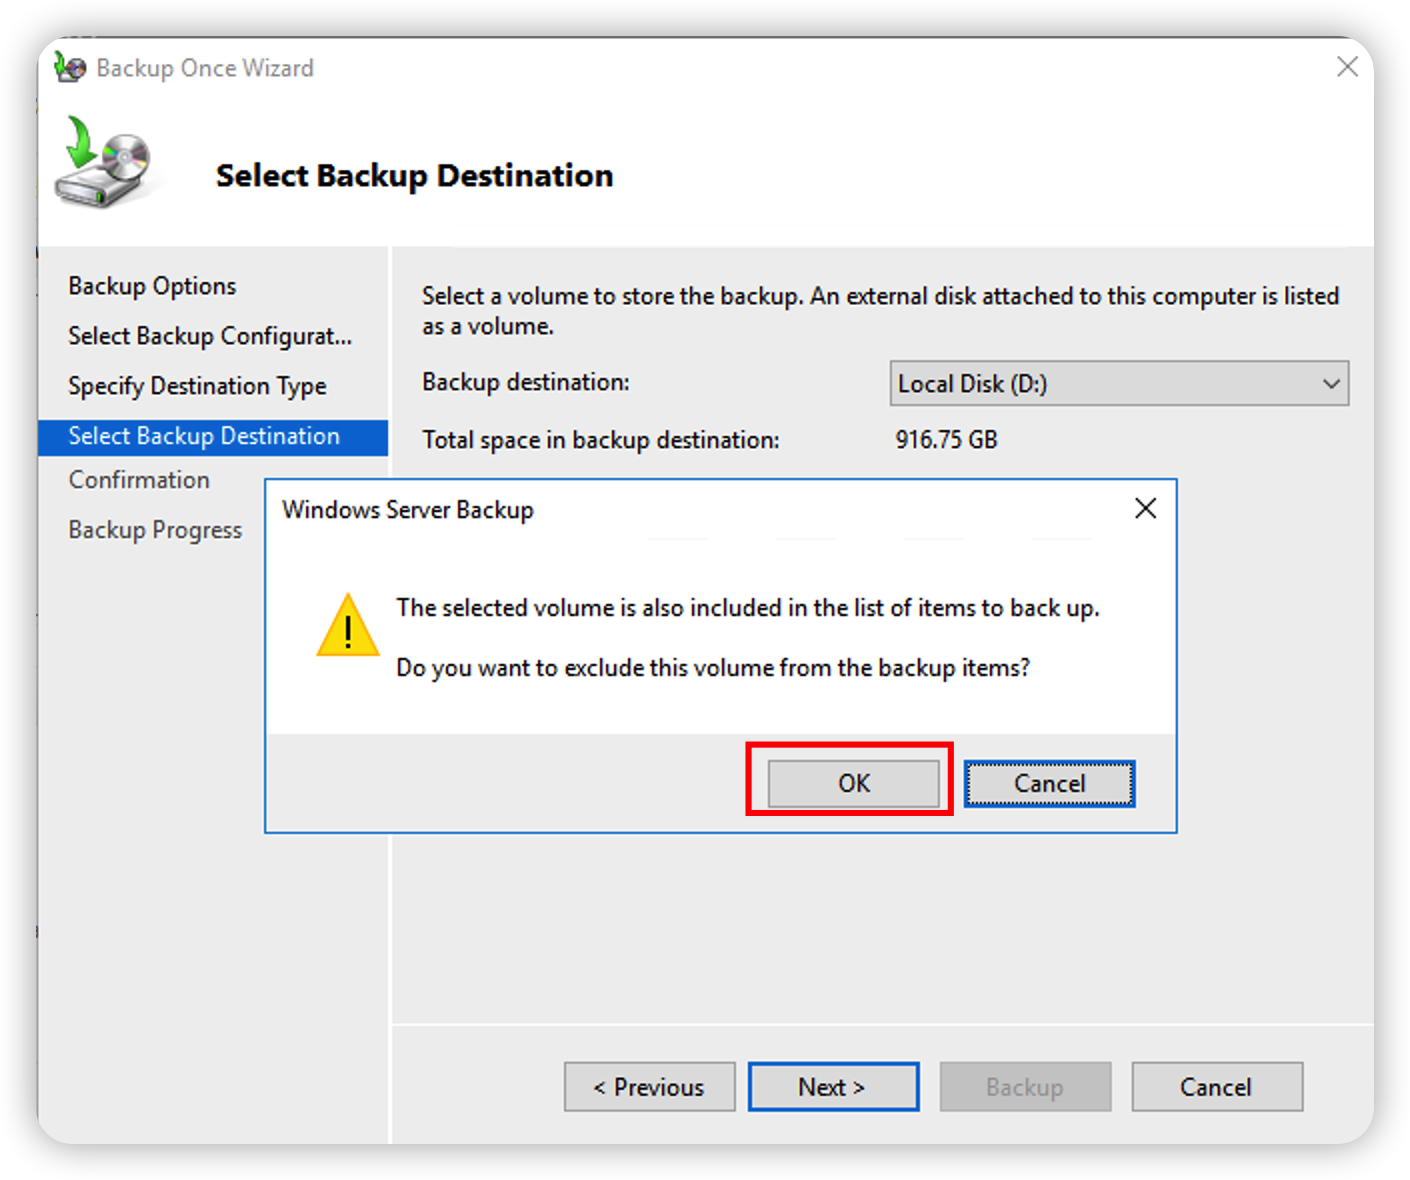 Backup Once Wizard
Select Backup Destination
Backup Options
Select Backup Configurat...
Specify Destination Type
Select Backup Destination
Confirmation
Backup Progress
Select a volume to store the backup. An external disk attached to this computer is listed
as a volume.
Backup destination:
Local Disk (D:)
Total space in backup destination:
916.75 GB
Windows Server Backup
The selected volume is also included in the list of items to back up.
Do you want to exclude this volume from the backup items?
OK
Cancel
< Previous
Next >
Backup
Cancel